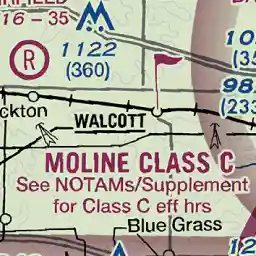 16 – 35
R
1122
(360)
ckton
WALCOTT
MOLINE CLASS C
See NOTAMs/Supplement
for Class C eff hrs
Blue Grass